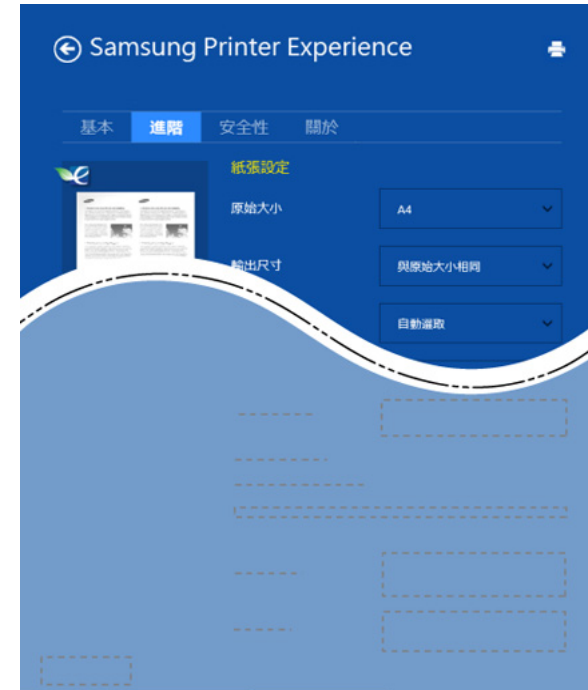 Samsung Printer Experience
基本 進階 安全性 關於
紙張設定
原始大小 A4
輸出尺寸 與原始大小相同
自動選取